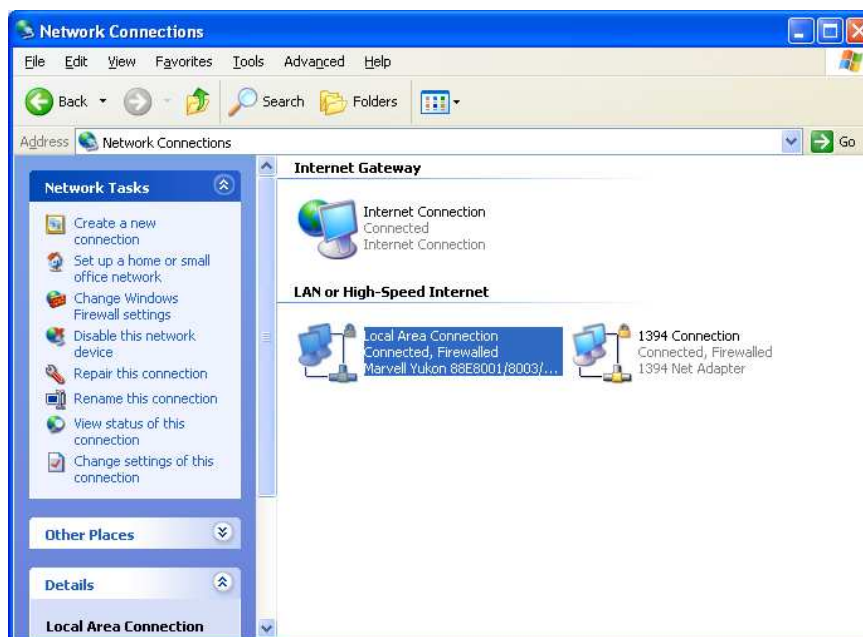 Network Connections
File Edit View Favorites Tools Advanced Help
Back Search Folders
Address Network Connections Go
Network Tasks
Create a new
connection
Set up a home or small
office network
Change Windows
Firewall settings
Disable this network
device
Repair this connection
Rename this connection
View status of this
connection
Change settings of this
connection
Other Places
Details
Local Area Connection
Internet Gateway
Internet Connection
Connected
Internet Connection
LAN or High-Speed Internet
Local Area Connection
Connected, Firewalled
Marvell Yukon 88E8001/8003/...
1394 Connection
Connected, Firewalled
1394 Net Adapter